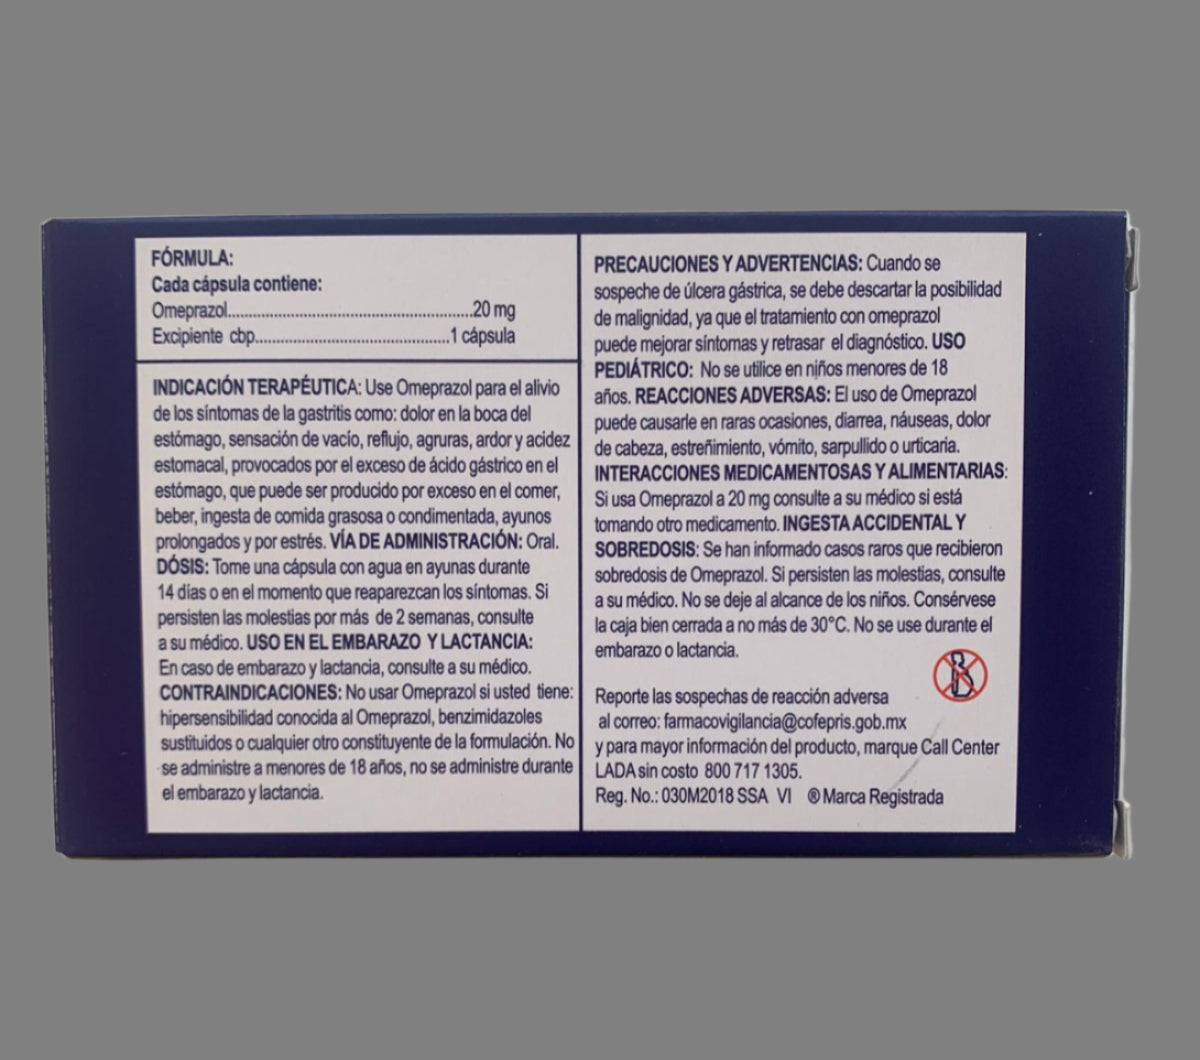 FÓRMULA:
Cada cápsula contiene:
Omeprazol......................................................20 mg
Excipiente cbp...........................................1 cápsula
INDICACIÓN TERAPÉUTICA: Use Omeprazol para el alivio
de los síntomas de la gastritis como: dolor en la boca del
estómago, sensación de vacío, reflujo, agruras, ardor y acidez
estomacal, provocados por el exceso de ácido gástrico en el
estómago, que puede ser producido por exceso en el comer,
beber, ingesta de comida grasosa o condimentada, ayunos
prolongados y por estrés. VÍA DE ADMINISTRACIÓN: Oral.
DÓSIS: Tome una cápsula con agua en ayunas durante
14 días o en el momento que reaparezcan los síntomas. Si
persisten las molestias por más de 2 semanas, consulte
a su médico. USO EN EL EMBARAZO Y LACTANCIA:
En caso de embarazo y lactancia, consulte a su médico.
CONTRAINDICACIONES: No usar Omeprazol si usted tiene:
hipersensibilidad conocida al Omeprazol, benzimidazoles
sustituidos o cualquier otro constituyente de la formulación. No
se administre a menores de 18 años, no se administre durante
el embarazo y lactancia.
PRECAUCIONES Y ADVERTENCIAS: Cuando se
sospeche de úlcera gástrica, se debe descartar la posibilidad
de malignidad, ya que el tratamiento con omeprazol
puede mejorar síntomas y retrasar el diagnóstico. USO
PEDIÁTRICO: No se utilice en niños menores de 18
años. REACCIONES ADVERSAS: El uso de Omeprazol
puede causarle en raras ocasiones, diarrea, náuseas, dolor
de cabeza, estreñimiento, vómito, sarpullido o urticaria.
INTERACCIONES MEDICAMENTOSAS Y ALIMENTARIAS:
Si usa Omeprazol a 20 mg consulte a su médico si está
tomando otro medicamento. INGESTA ACCIDENTAL Y
SOBREDOSIS: Se han informado casos raros que recibieron
sobredosis de Omeprazol. Si persisten las molestias, consulte
a su médico. No se deje al alcance de los niños. Consérvese
la caja bien cerrada a no más de 30°C. No se use durante el
embarazo o lactancia.
Reporte las sospechas de reacción adversa
al correo: farmacovigilancia@cofepris.gob.mx
y para mayor información del producto, marque Call Center
LADA sin costo 800 717 1305.
Reg. No.: 030M2018 SSA VI ® Marca Registrada